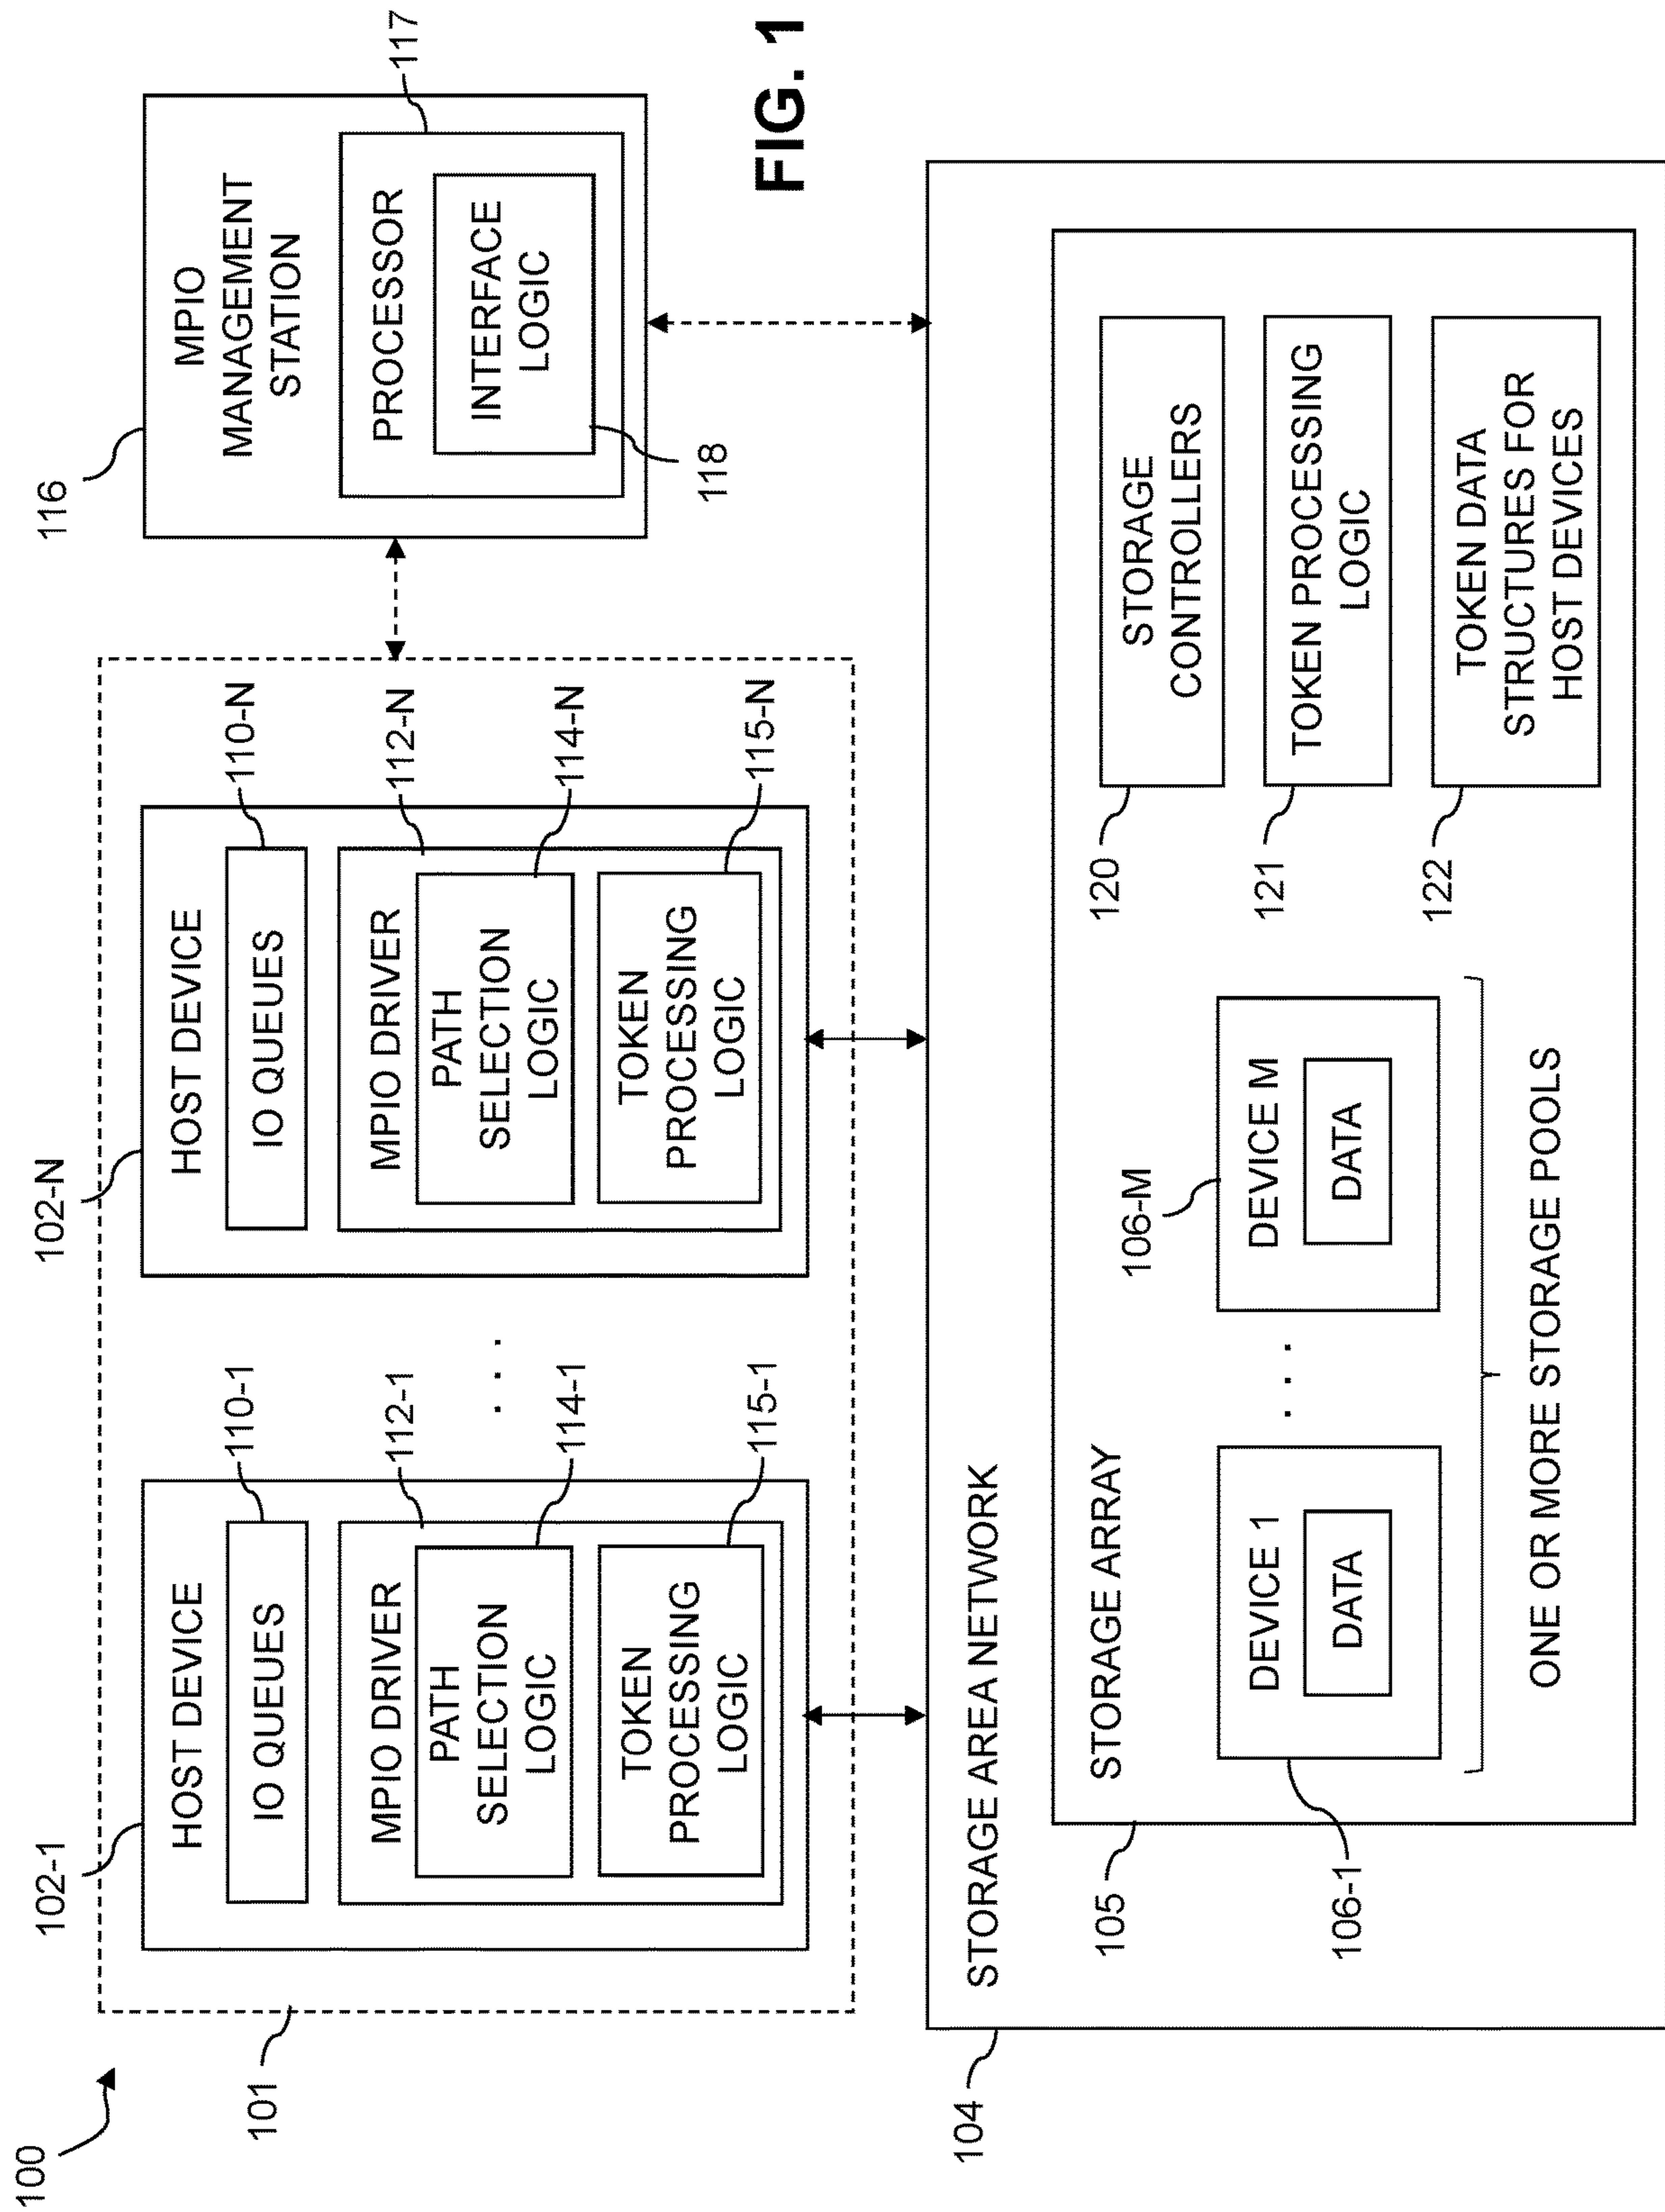 100
101
102-1
HOST DEVICE
IO QUEUES
110-1
MPIO DRIVER
112-1
PATH
SELECTION
LOGIC
114-1
TOKEN
PROCESSING
LOGIC
115-1
. . .
102-N
HOST DEVICE
IO QUEUES
110-N
MPIO DRIVER
112-N
PATH
SELECTION
LOGIC
114-N
TOKEN
PROCESSING
LOGIC
115-N
116
MPIO
MANAGEMENT
STATION
PROCESSOR
117
INTERFACE
LOGIC
118
FIG. 1
104
STORAGE AREA NETWORK
105
STORAGE ARRAY
106-1
DEVICE 1
DATA
. . .
106-M
DEVICE M
DATA
ONE OR MORE STORAGE POOLS
120
STORAGE
CONTROLLERS
121
TOKEN PROCESSING
LOGIC
122
TOKEN DATA
STRUCTURES FOR
HOST DEVICES